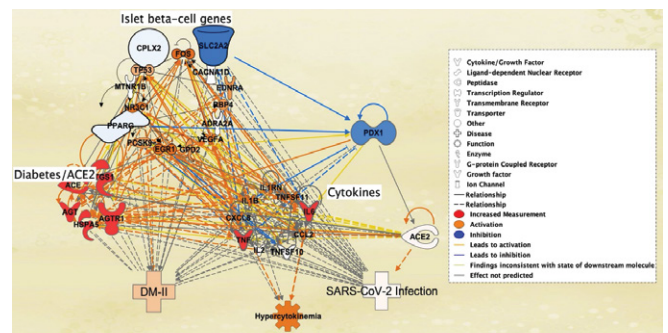 Islet beta-cell genes
CPLX2
FOS
SLC2A2
TP53
CACNA1D
MTNR1B
EDNRA
NR3C1
RBP4
PPARG
ADRA2A
VEGFA
PCSK9
EGR1
GPD2
PDX1
Diabetes/ACE2
PTGS1
ACE
IL1RN
Cytokines
IL1B
TNFSF11
AGT
AGTR1
CXCL8
IL6
HSPA5
TNF
CCL2
ACE2
IL2
TNFSF10
DM-II
SARS-CoV-2 Infection
Hypercytokinemia
Cytokine/Growth Factor
Ligand-dependent Nuclear Receptor
Peptidase
Transcription Regulator
Transmembrane Receptor
Transporter
Other
Disease
Function
Enzyme
G-protein Coupled Receptor
Growth factor
Ion Channel
Relationship
Relationship
Increased Measurement
Activation
Inhibition
Leads to activation
Leads to inhibition
Findings inconsistent with state of downstream molecule
Effect not predicted